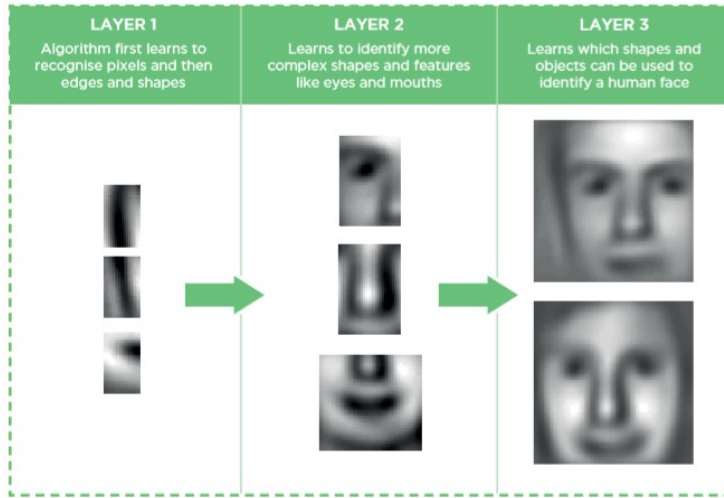 LAYER 1
Algorithm first learns to
recognise pixels and then
edges and shapes
LAYER 2
Learns to identify more
complex shapes and features
like eyes and mouths
LAYER 3
Learns which shapes and
objects can be used to
identify a human face